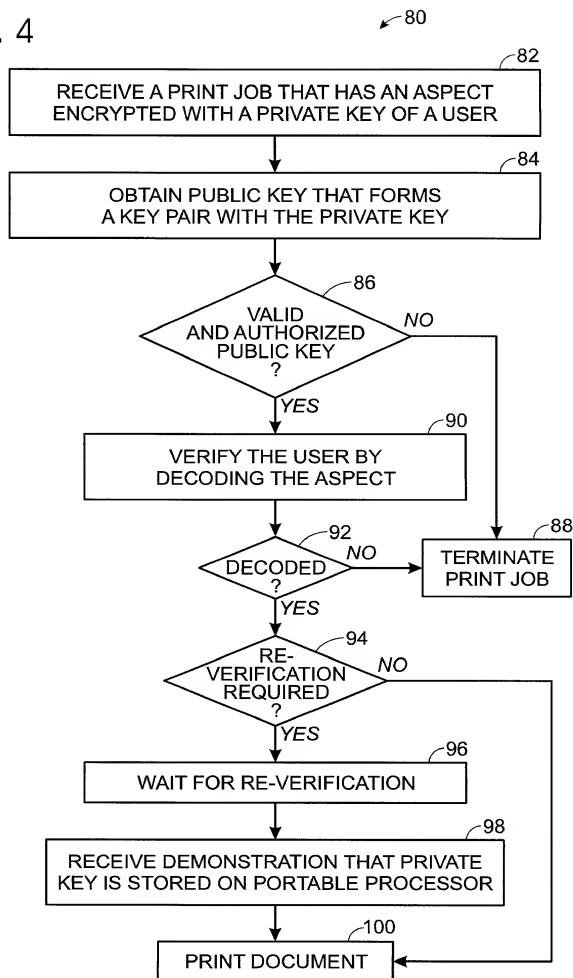 . 4
80
82
RECEIVE A PRINT JOB THAT HAS AN ASPECT
ENCRYPTED WITH A PRIVATE KEY OF A USER
84
OBTAIN PUBLIC KEY THAT FORMS
A KEY PAIR WITH THE PRIVATE KEY
86
VALID
AND AUTHORIZED
PUBLIC KEY
?
NO
YES
90
VERIFY THE USER BY
DECODING THE ASPECT
92
DECODED
?
NO
YES
88
TERMINATE
PRINT JOB
94
RE-
VERIFICATION
REQUIRED
?
NO
YES
96
WAIT FOR RE-VERIFICATION
98
RECEIVE DEMONSTRATION THAT PRIVATE
KEY IS STORED ON PORTABLE PROCESSOR
100
PRINT DOCUMENT